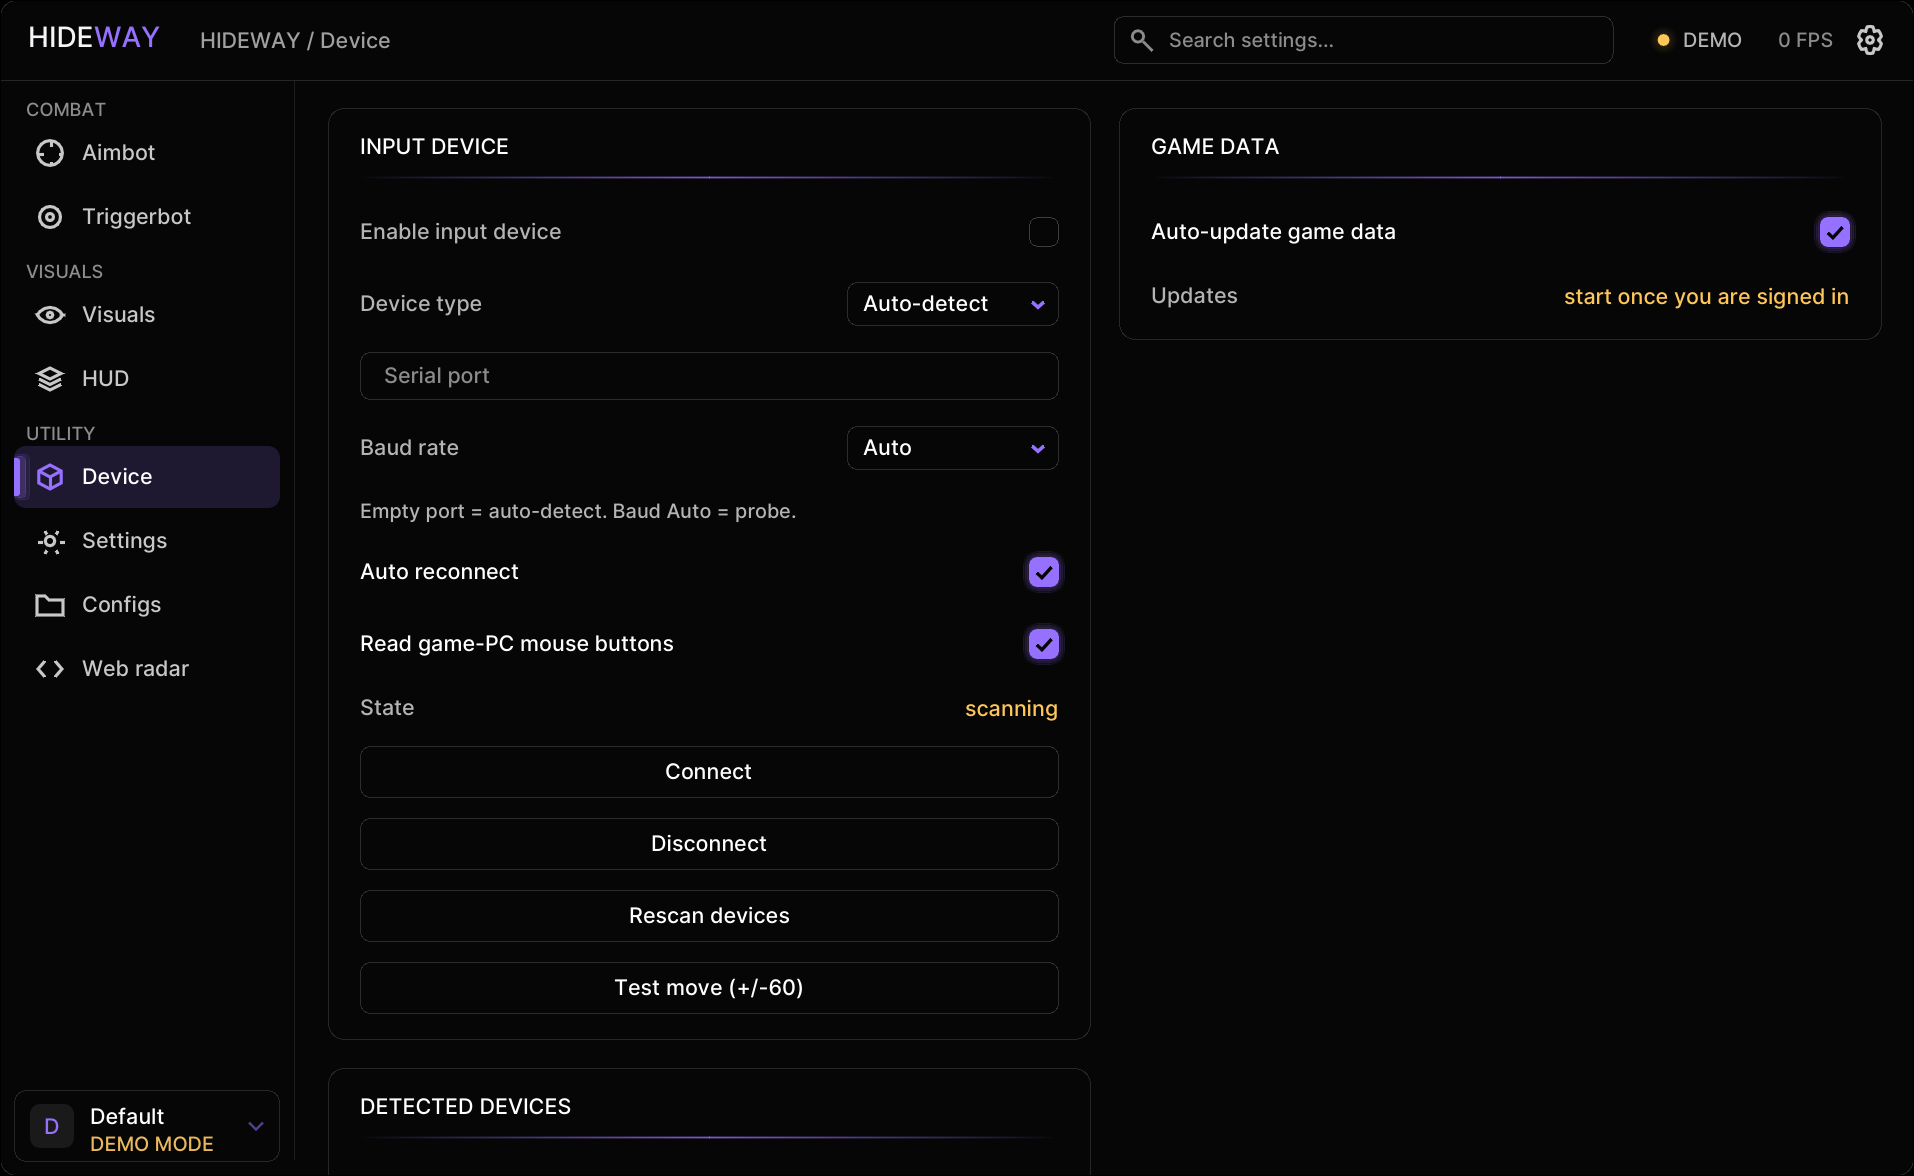 HIDEWAY
HIDEWAY / Device
Search settings...
DEMO
0 FPS
COMBAT
Aimbot
Triggerbot
VISUALS
Visuals
HUD
UTILITY
Device
Settings
Configs
Web radar
D
Default
DEMO MODE
INPUT DEVICE
Enable input device
Device type
Auto-detect
Serial port
Baud rate
Auto
Empty port = auto-detect. Baud Auto = probe.
Auto reconnect
Read game-PC mouse buttons
State
scanning
Connect
Disconnect
Rescan devices
Test move (+/-60)
DETECTED DEVICES
GAME DATA
Auto-update game data
Updates
start once you are signed in